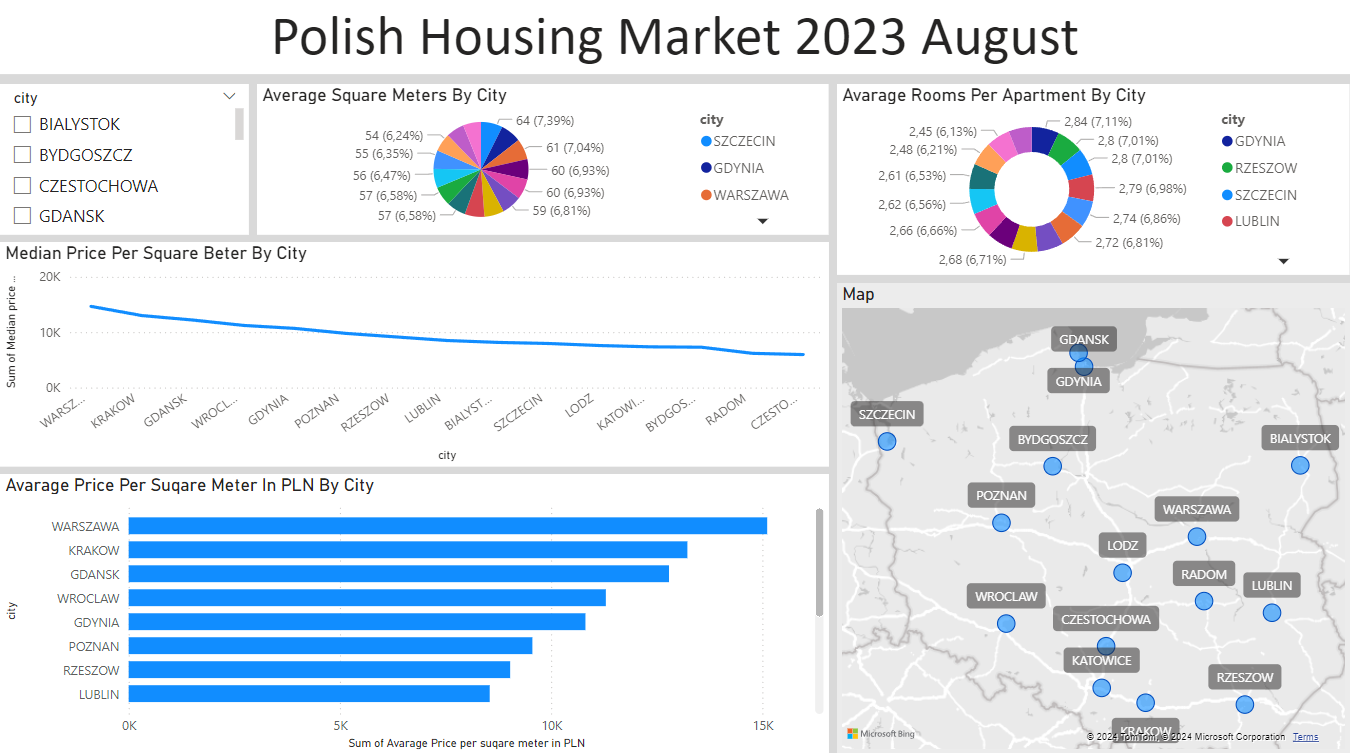 Polish Housing Market 2023 August
city
BIALYSTOK
BYDGOSZCZ
CZESTOCHOWA
GDANSK
Average Square Meters By City
64 (7,39%)
61 (7,04%)
60 (6,93%)
60 (6,93%)
59 (6,81%)
57 (6,58%)
57 (6,58%)
56 (6,47%)
55 (6,35%)
54 (6,24%)
city
SZCZECIN
GDYNIA
WARSZAWA
Avarage Rooms Per Apartment By City
2,84 (7,11%)
2,8 (7,01%)
2,8 (7,01%)
2,79 (6,98%)
2,74 (6,86%)
2,72 (6,81%)
2,68 (6,71%)
2,66 (6,66%)
2,62 (6,56%)
2,61 (6,53%)
2,48 (6,21%)
2,45 (6,13%)
city
GDYNIA
RZESZOW
SZCZECIN
LUBLIN
Median Price Per Square Beter By City
Sum of Median price ...
20K
10K
0K
WARSZ...
KRAKOW
GDANSK
WROCL...
GDYNIA
POZNAN
RZESZOW
LUBLIN
BIALYST...
SZCZECIN
LODZ
KATOWI...
BYDGOS...
RADOM
CZESTO...
city
Avarage Price Per Suqare Meter In PLN By City
city
WARSZAWA
KRAKOW
GDANSK
WROCLAW
GDYNIA
POZNAN
RZESZOW
LUBLIN
0K
5K
10K
15K
Sum of Avarage Price per suqare meter in PLN
Map
GDANSK
GDYNIA
SZCZECIN
BYDGOSZCZ
BIALYSTOK
POZNAN
WARSZAWA
LODZ
RADOM
LUBLIN
WROCLAW
CZESTOCHOWA
KATOWICE
RZESZOW
KRAKOW
Microsoft Bing
© 2024 TomTom, © 2024 Microsoft Corporation Terms